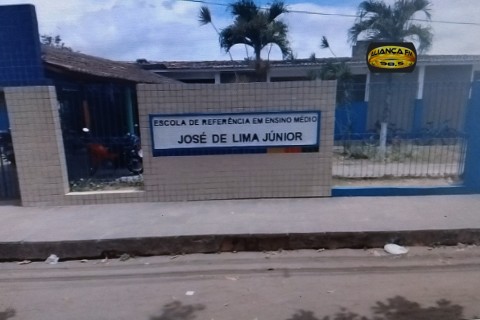 ALIANÇA FM
98,5
ESCOLA DE REFERÊNCIA EM ENSINO MÉDIO
JOSÉ DE LIMA JÚNIOR